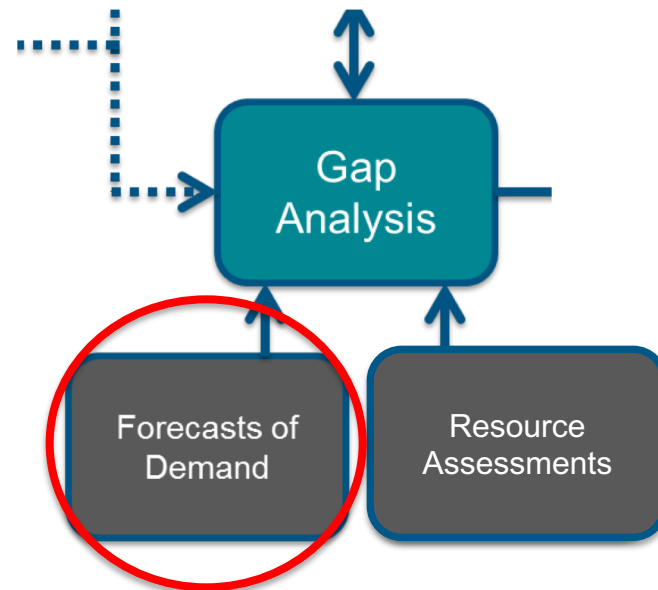 Gap
Analysis
Forecasts of
Demand
Resource
Assessments